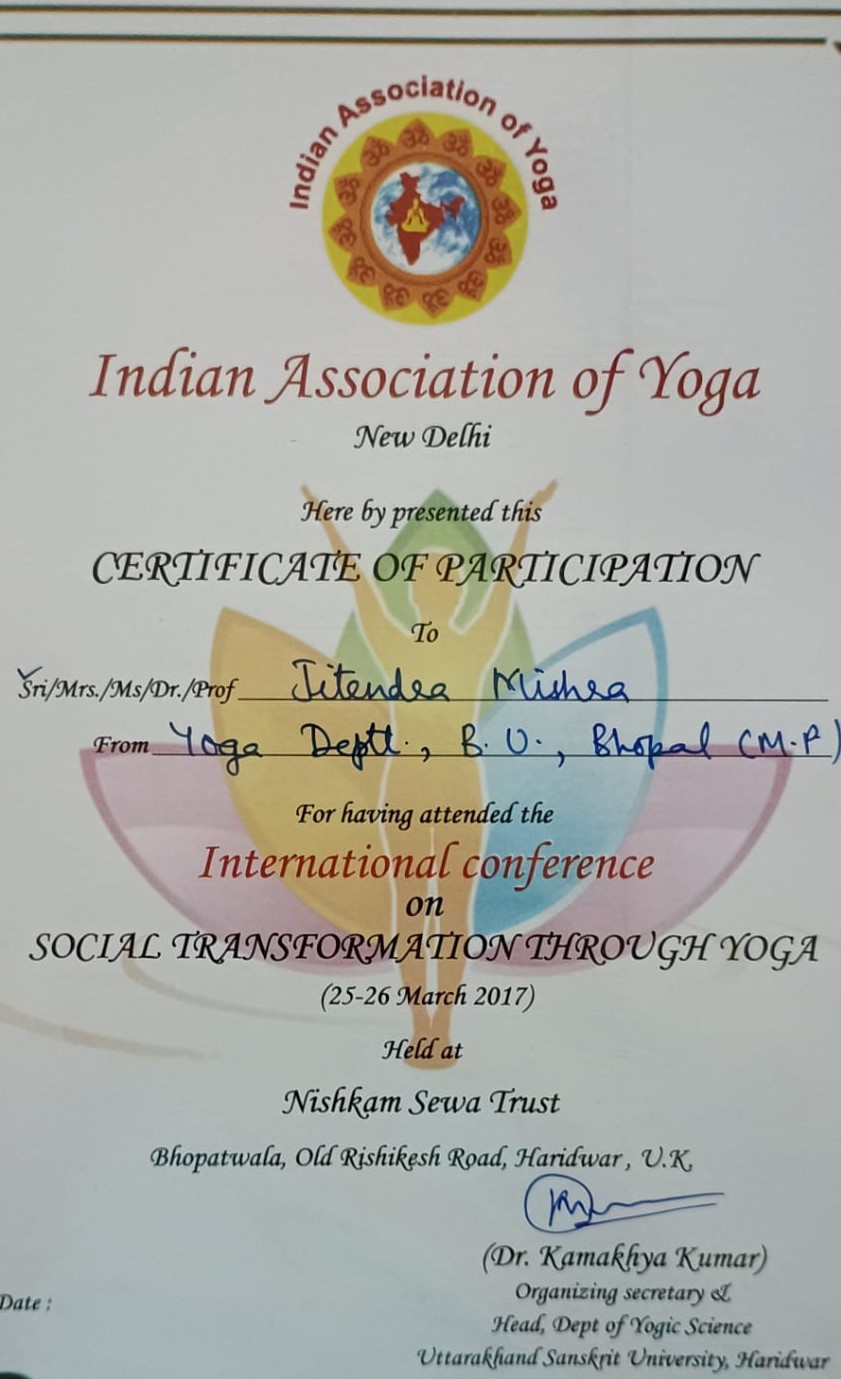 Indian Association of Yoga
Indian Association of Yoga
New Delhi
Here by presented this
CERTIFICATE OF PARTICIPATION
To
Sri/Mrs./Ms/Dr./Prof Jitendra Mishra
From Yoga Deptt., B.U., Bhopal (M.P)
For having attended the
International conference
on
SOCIAL TRANSFORMATION THROUGH YOGA
(25-26 March 2017)
Held at
Nishkam Sewa Trust
Bhopatwala, Old Rishikesh Road, Haridwar, U.K.
(Dr. Kamakhya Kumar)
Organizing secretary &
Date :
Head, Dept of Yogic Science
Uttarakhand Sanskrit University, Haridwar